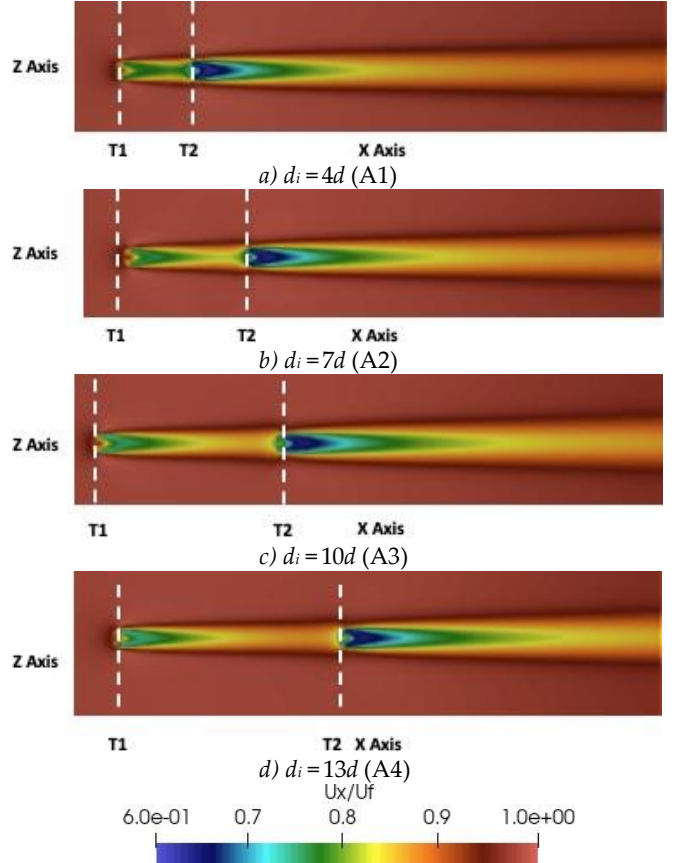 Z Axis
T1 T2 X Axis
a) dᵢ = 4d (A1)
Z Axis
T1 T2 X Axis
b) dᵢ = 7d (A2)
Z Axis
T1 T2 X Axis
c) dᵢ = 10d (A3)
Z Axis
T1 T2 X Axis
d) dᵢ = 13d (A4)
Ux/Uf
6.0e-01 0.7 0.8 0.9 1.0e+00